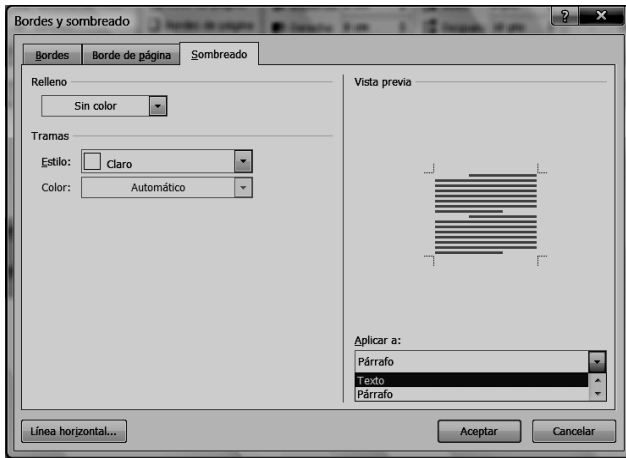 Bordes y sombreado
Bordes
Borde de página
Sombreado
Relleno
Sin color
Tramas
Estilo:
Claro
Color:
Automático
Vista previa
Aplicar a:
Párrafo
Texto
Párrafo
Línea horizontal...
Aceptar
Cancelar